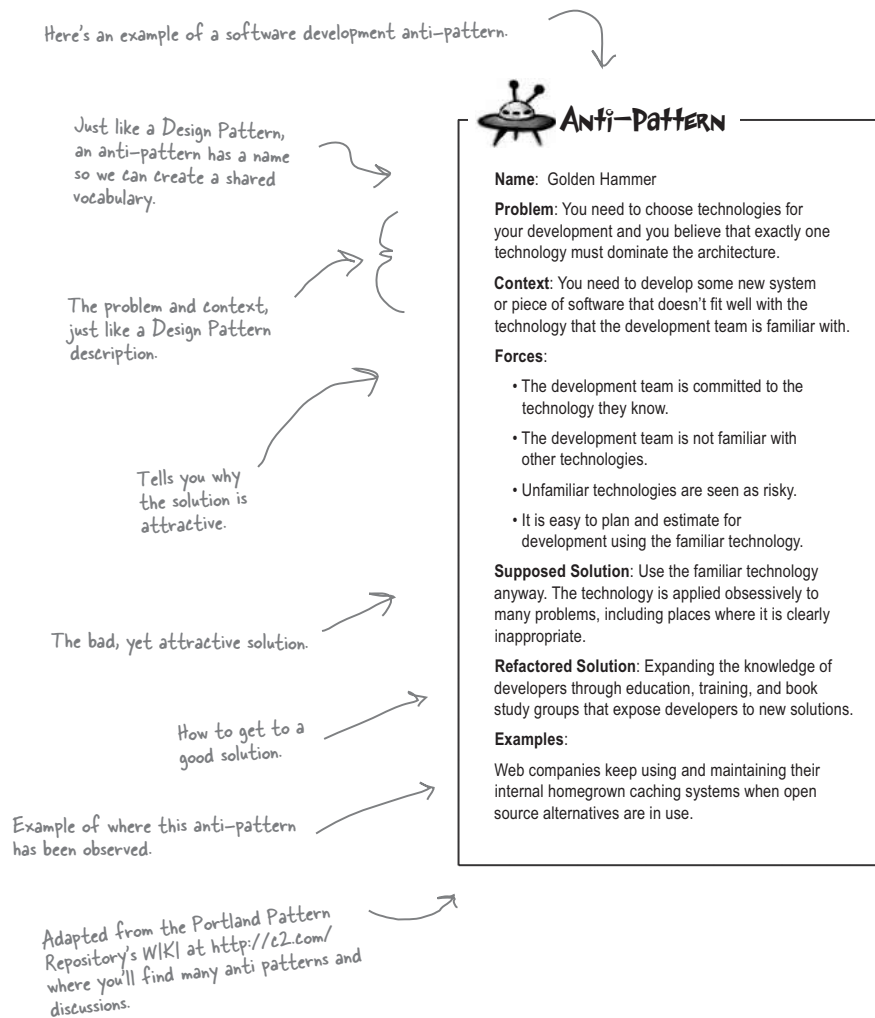 Here's an example of a software development anti-pattern.
Just like a Design Pattern,
an anti-pattern has a name
so we can create a shared
vocabulary.
The problem and context,
just like a Design Pattern
description.
Tells you why
the solution is
attractive.
The bad, yet attractive solution.
How to get to a
good solution.
Example of where this anti-pattern
has been observed.
Adapted from the Portland Pattern
Repository's WIKI at http://c2.com/
where you'll find many anti patterns and
discussions.
Anti-Pattern
Name: Golden Hammer
Problem: You need to choose technologies for
your development and you believe that exactly one
technology must dominate the architecture.
Context: You need to develop some new system
or piece of software that doesn't fit well with the
technology that the development team is familiar with.
Forces:
• The development team is committed to the
technology they know.
• The development team is not familiar with
other technologies.
• Unfamiliar technologies are seen as risky.
• It is easy to plan and estimate for
development using the familiar technology.
Supposed Solution: Use the familiar technology
anyway. The technology is applied obsessively to
many problems, including places where it is clearly
inappropriate.
Refactored Solution: Expanding the knowledge of
developers through education, training, and book
study groups that expose developers to new solutions.
Examples:
Web companies keep using and maintaining their
internal homegrown caching systems when open
source alternatives are in use.